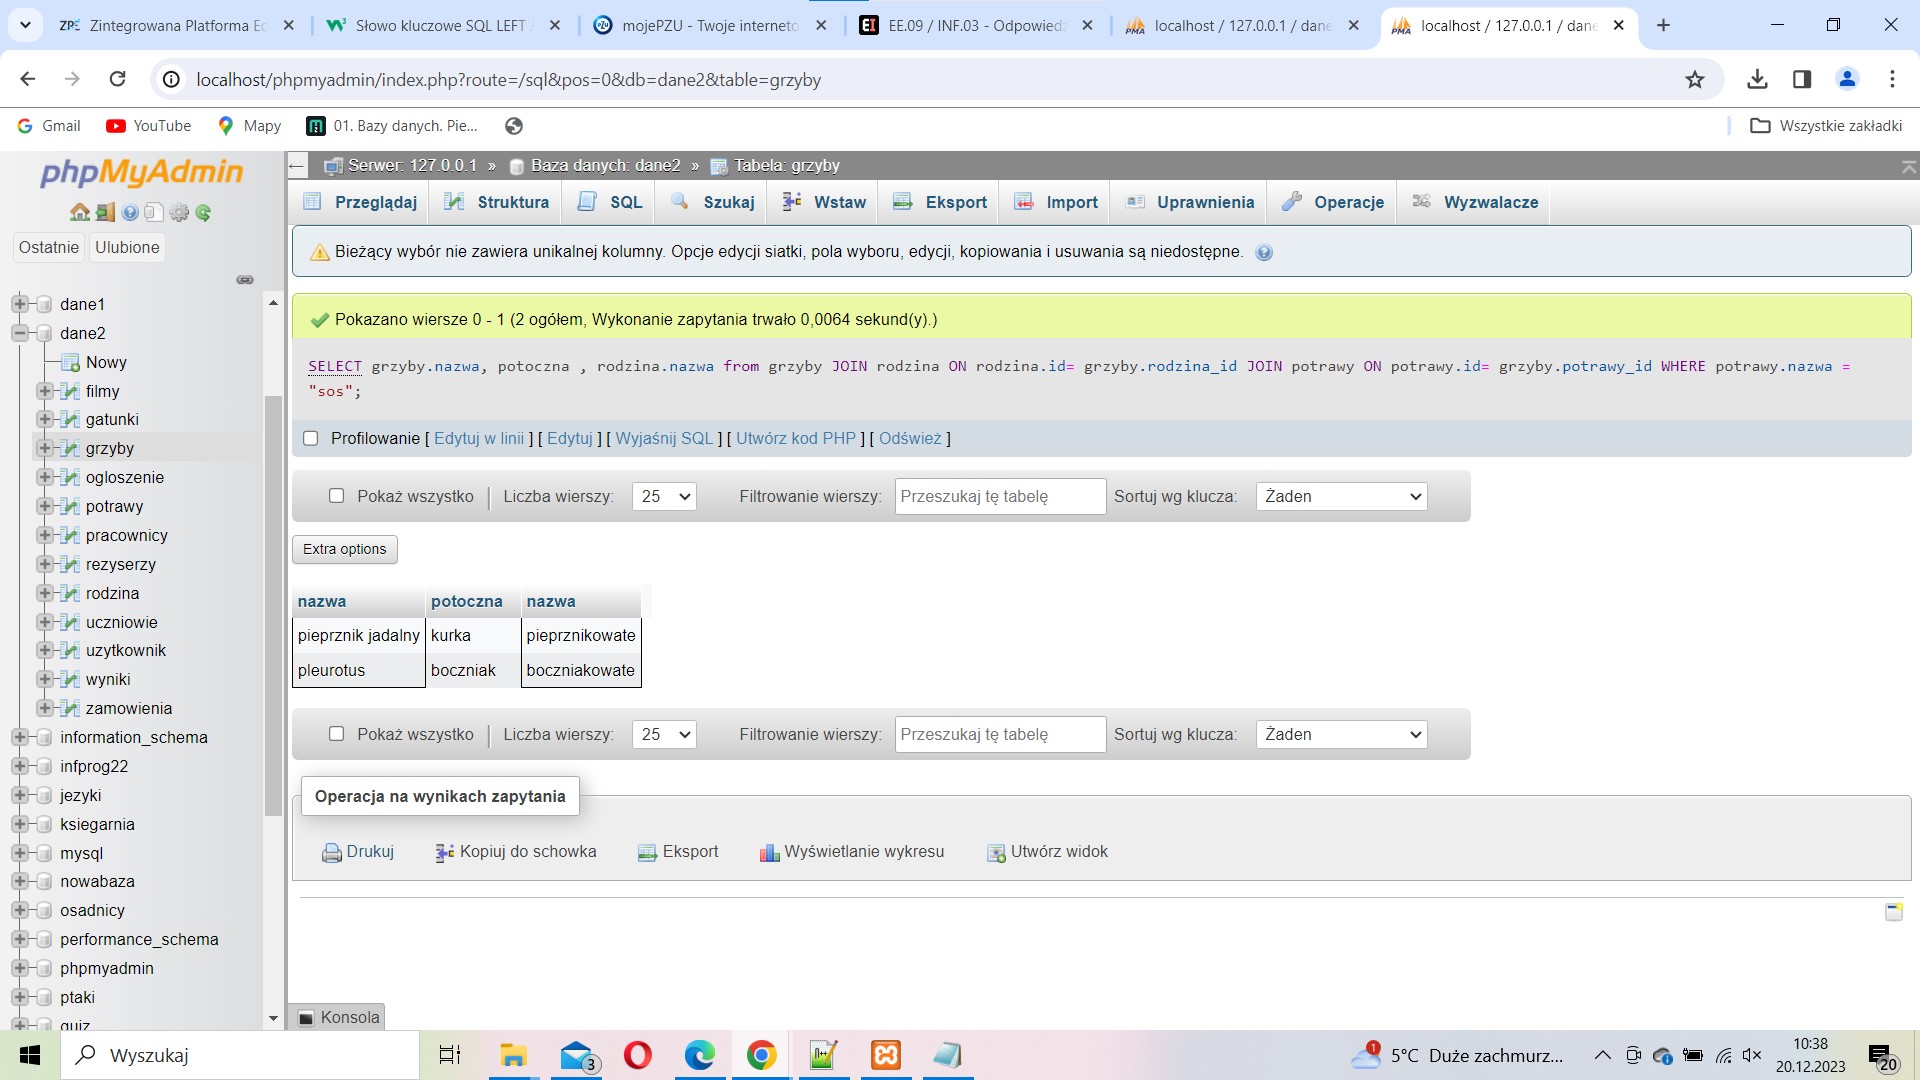 ZPE Zintegrowana Platforma Ed
Słowo kluczowe SQL LEFT J
mojePZU - Twoje interneto
EE.09 / INF.03 - Odpowiedz
localhost / 127.0.0.1 / dane
localhost / 127.0.0.1 / dane
localhost/phpmyadmin/index.php?route=/sql&pos=0&db=dane2&table=grzyby
Gmail YouTube Mapy 01. Bazy danych. Pie... Wszystkie zakładki
phpMyAdmin
Ostatnie Ulubione
dane1
dane2
Nowy
filmy
gatunki
grzyby
ogloszenie
potrawy
pracownicy
rezyserzy
rodzina
uczniowie
uzytkownik
wyniki
zamowienia
information_schema
infprog22
jezyki
ksiegarnia
mysql
nowabaza
osadnicy
performance_schema
phpmyadmin
ptaki
quiz
Serwer: 127.0.0.1 » Baza danych: dane2 » Tabela: grzyby
Przeglądaj Struktura SQL Szukaj Wstaw Eksport Import Uprawnienia Operacje Wyzwalacze
Bieżący wybór nie zawiera unikalnej kolumny. Opcje edycji siatki, pola wyboru, edycji, kopiowania i usuwania są niedostępne.
Pokazano wiersze 0 - 1 (2 ogółem, Wykonanie zapytania trwało 0,0064 sekund(y).)
SELECT grzyby.nazwa, potoczna , rodzina.nazwa from grzyby JOIN rodzina ON rodzina.id= grzyby.rodzina_id JOIN potrawy ON potrawy.id= grzyby.potrawy_id WHERE potrawy.nazwa =
"sos";
Profilowanie [ Edytuj w linii ] [ Edytuj ] [ Wyjaśnij SQL ] [ Utwórz kod PHP ] [ Odśwież ]
Pokaż wszystko | Liczba wierszy: 25 Filtrowanie wierszy: Przeszukaj tę tabelę Sortuj wg klucza: Żaden
Extra options
nazwa potoczna nazwa
pieprznik jadalny kurka pieprznikowate
pleurotus boczniak boczniakowate
Pokaż wszystko | Liczba wierszy: 25 Filtrowanie wierszy: Przeszukaj tę tabelę Sortuj wg klucza: Żaden
Operacja na wynikach zapytania
Drukuj Kopiuj do schowka Eksport Wyświetlanie wykresu Utwórz widok
Konsola
Wyszukaj
3
1
5°C Duże zachmurz...
10:38
20.12.2023
20